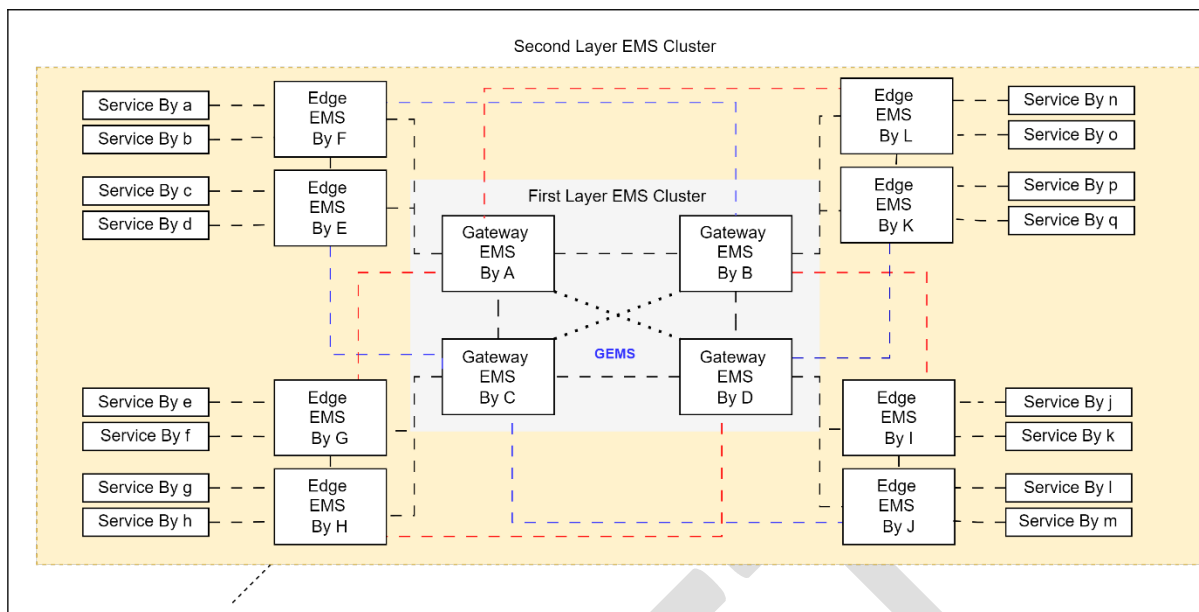 Second Layer EMS Cluster
Service By a
Service By b
Edge
EMS
By F
Service By c
Service By d
Edge
EMS
By E
Edge
EMS
By L
Service By n
Service By o
Edge
EMS
By K
Service By p
Service By q
First Layer EMS Cluster
Gateway
EMS
By A
Gateway
EMS
By B
GEMS
Gateway
EMS
By C
Gateway
EMS
By D
Service By e
Service By f
Edge
EMS
By G
Service By g
Service By h
Edge
EMS
By H
Edge
EMS
By I
Service By j
Service By k
Edge
EMS
By J
Service By l
Service By m